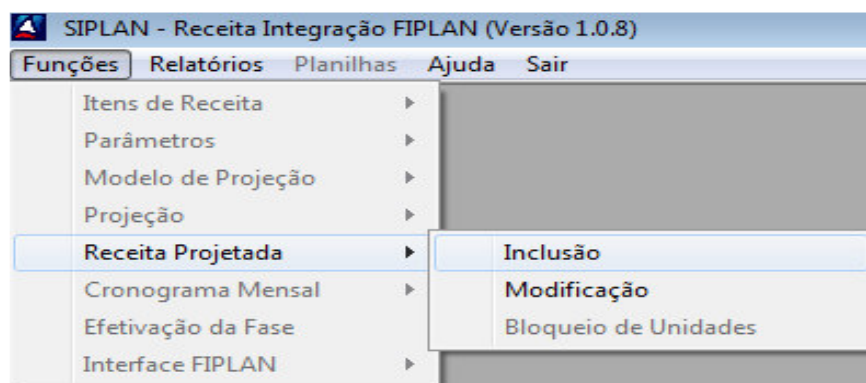 SIPLAN - Receita Integração FIPLAN (Versão 1.0.8)
Funções Relatórios Planilhas Ajuda Sair
Itens de Receita
Parâmetros
Modelo de Projeção
Projeção
Receita Projetada
Inclusão
Cronograma Mensal
Modificação
Efetivação da Fase
Bloqueio de Unidades
Interface FIPLAN